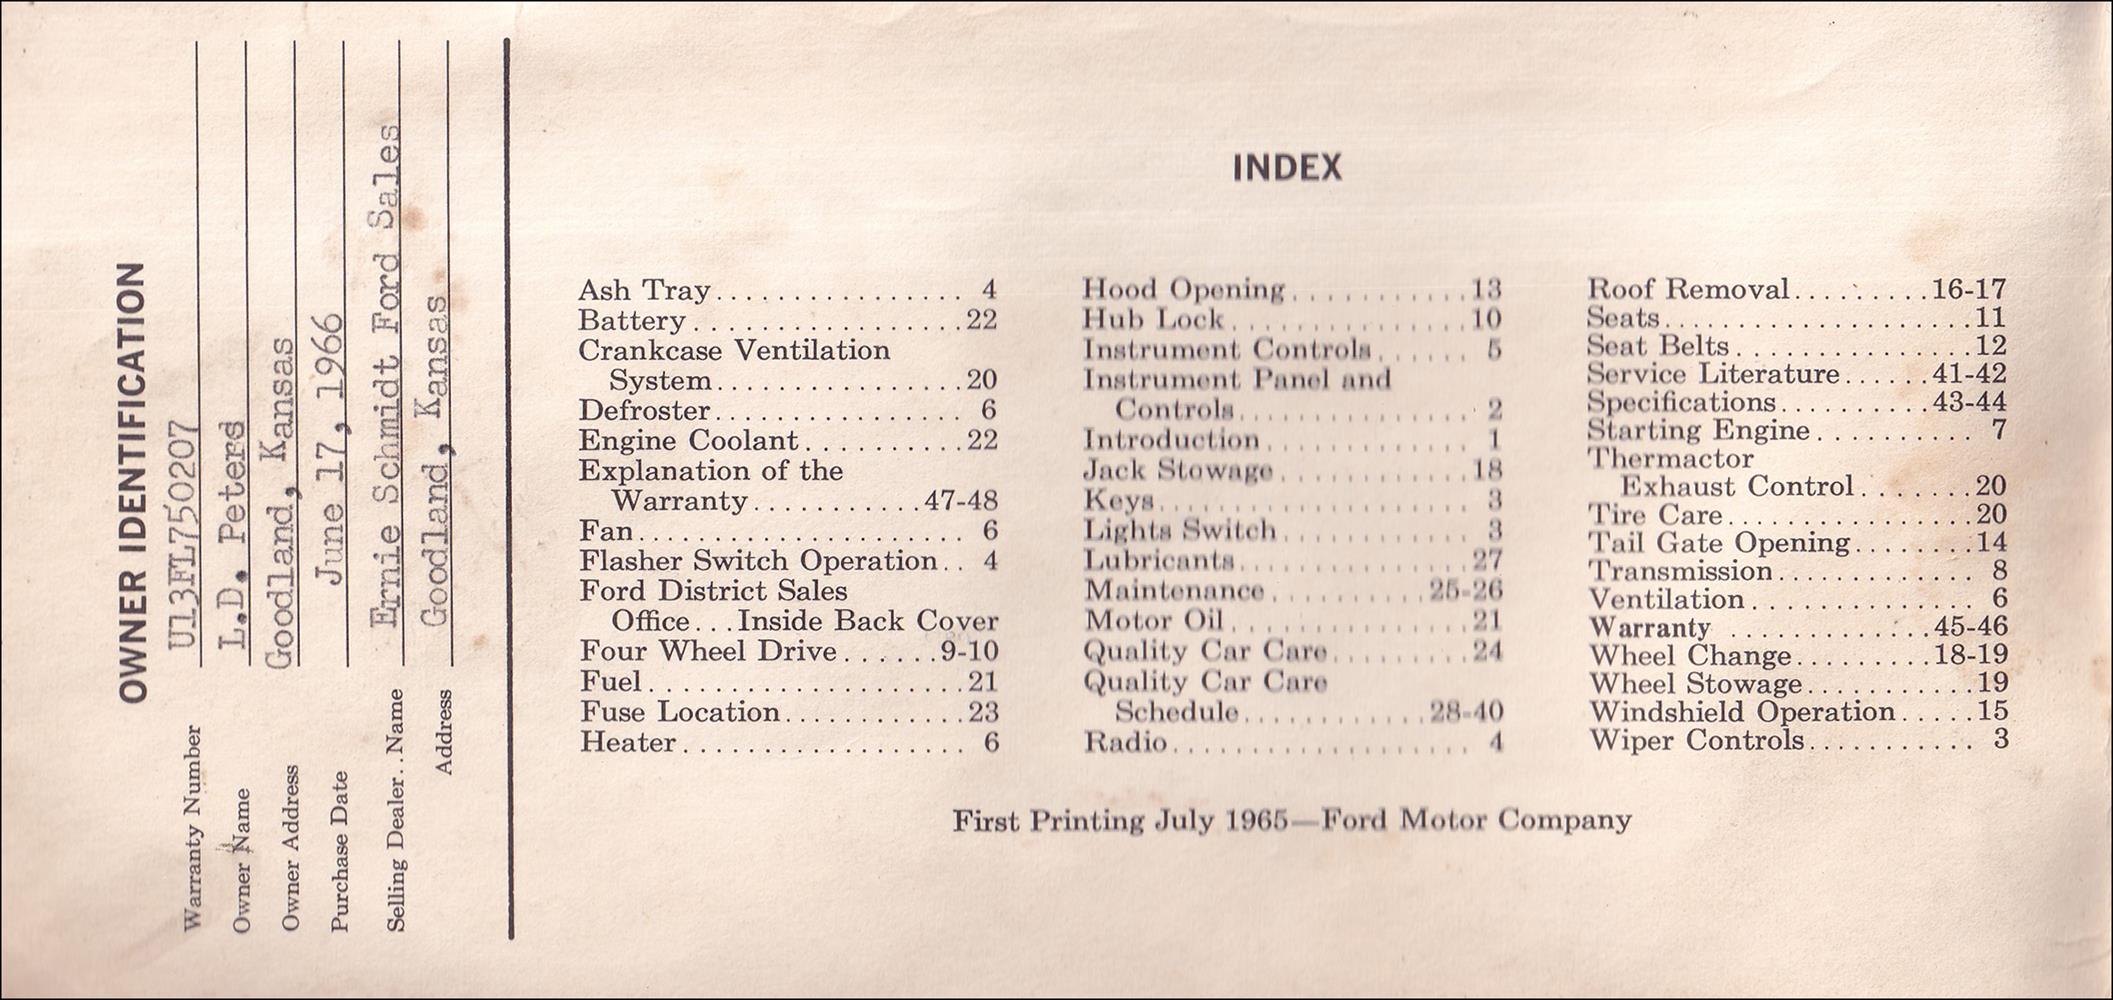 OWNER IDENTIFICATION
Warranty Number U13FL750207
Owner Name L.D. Peters
Owner Address Goodland, Kansas
Purchase Date June 17, 1966
Selling Dealer..Name Ernie Schmidt Ford Sales
Address Goodland, Kansas
INDEX
Ash Tray................ 4
Battery..................22
Crankcase Ventilation
System................20
Defroster................ 6
Engine Coolant...........22
Explanation of the
Warranty...........47-48
Fan...................... 6
Flasher Switch Operation.. 4
Ford District Sales
Office...Inside Back Cover
Four Wheel Drive......9-10
Fuel.....................21
Fuse Location............23
Heater................... 6
Hood Opening............13
Hub Lock................10
Instrument Controls...... 5
Instrument Panel and
Controls................ 2
Introduction............. 1
Jack Stowage.............18
Keys..................... 3
Lights Switch............ 3
Lubricants...............27
Maintenance..........25-26
Motor Oil................21
Quality Car Care.........24
Quality Car Care
Schedule............28-40
Radio.................... 4
Roof Removal.........16-17
Seats....................11
Seat Belts...............12
Service Literature......41-42
Specifications..........43-44
Starting Engine.......... 7
Thermactor
Exhaust Control.......20
Tire Care................20
Tail Gate Opening........14
Transmission............. 8
Ventilation.............. 6
Warranty .............45-46
Wheel Change.........18-19
Wheel Stowage...........19
Windshield Operation.....15
Wiper Controls........... 3
First Printing July 1965—Ford Motor Company